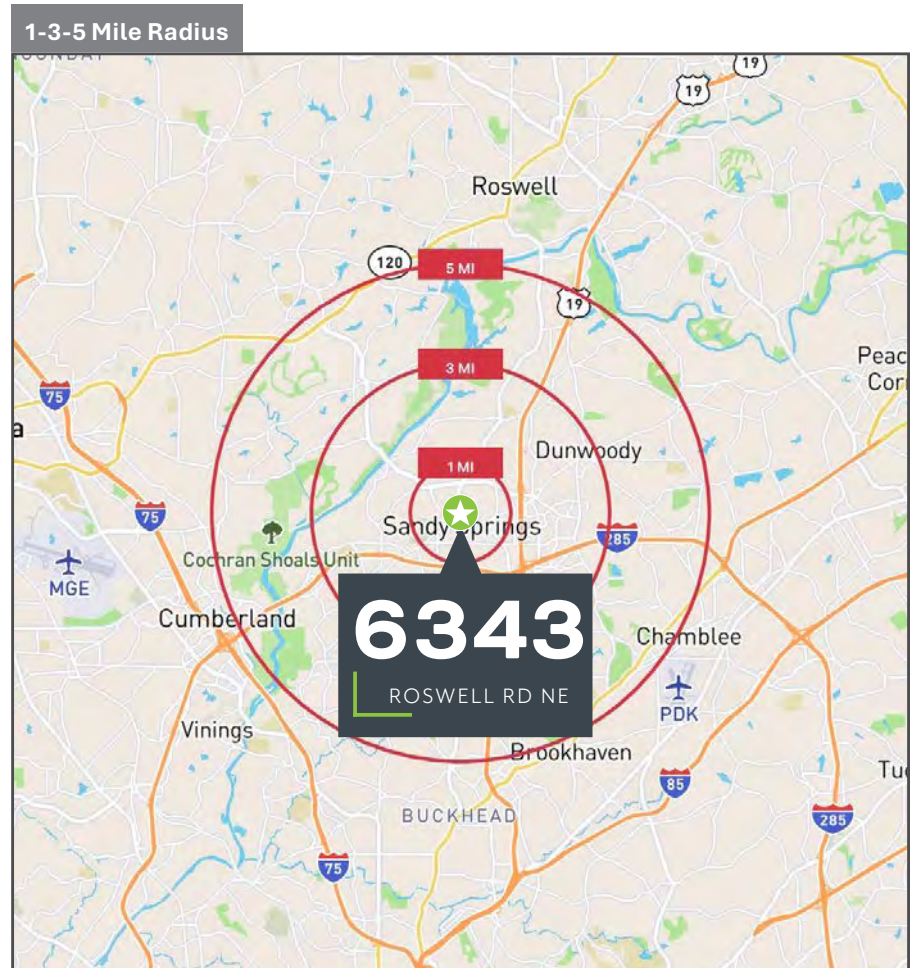 1-3-5 Mile Radius
19
19
Roswell
120
5 MI
19
Peac
Cor
3 MI
75
a
Dunwoody
1 MI
75
Sandy Springs
285
Cochran Shoals Unit
MGE
6343
ROSWELL RD NE
Cumberland
Chamblee
PDK
Vinings
Brookhaven
Tu
85
BUCKHEAD
285
75